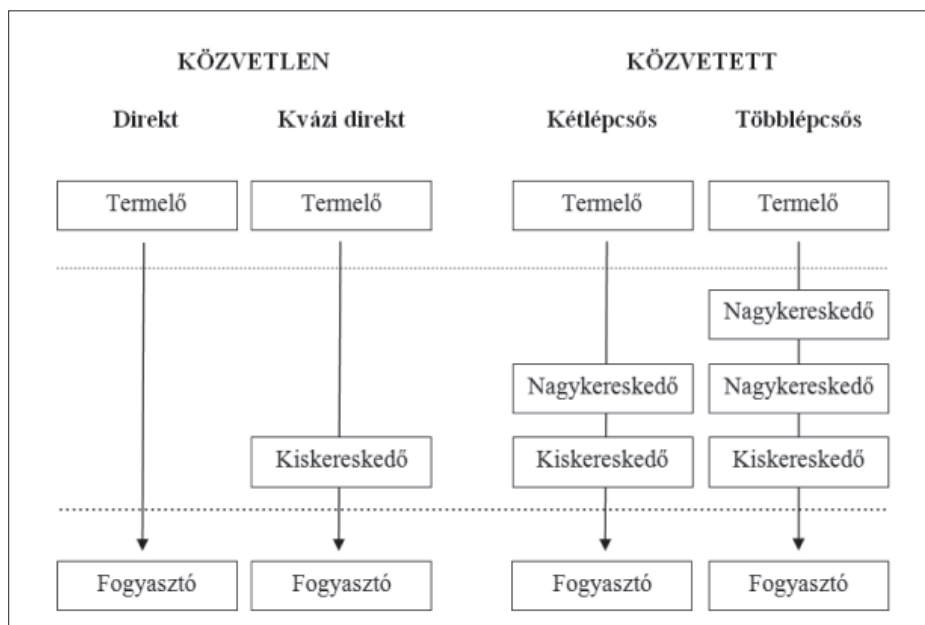 KÖZVETLEN KÖZVETETT
Direkt Kvázi direkt Kétlépcsős Többlépcsős
Termelő Termelő Termelő Termelő
Nagykereskedő
Nagykereskedő Nagykereskedő
Kiskereskedő Kiskereskedő Kiskereskedő
Fogyasztó Fogyasztó Fogyasztó Fogyasztó